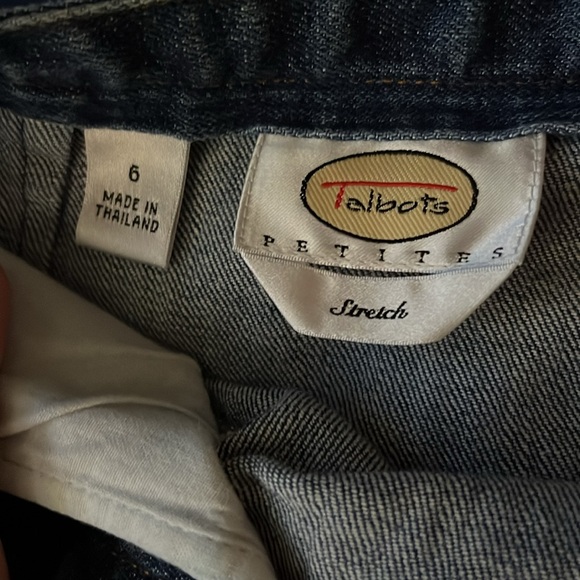 6
MADE IN
THAILAND
Talbots
PETITES
Stretch